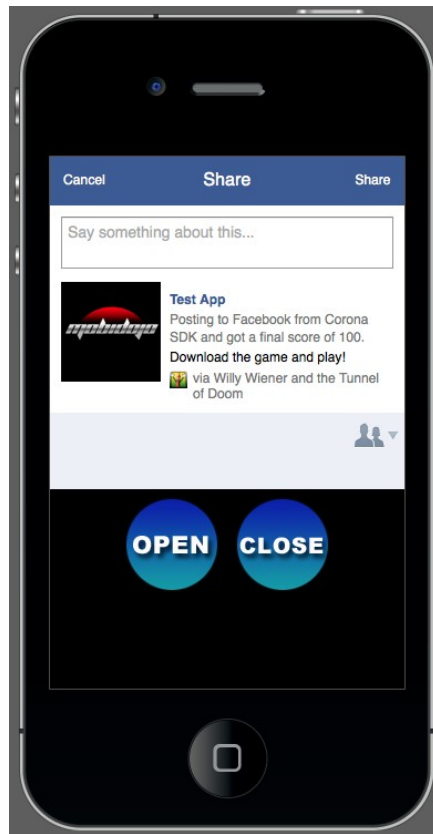 Cancel Share Share
Say something about this...
mobidojo
Test App
Posting to Facebook from Corona
SDK and got a final score of 100.
Download the game and play!
via Willy Wiener and the Tunnel
of Doom
OPEN CLOSE